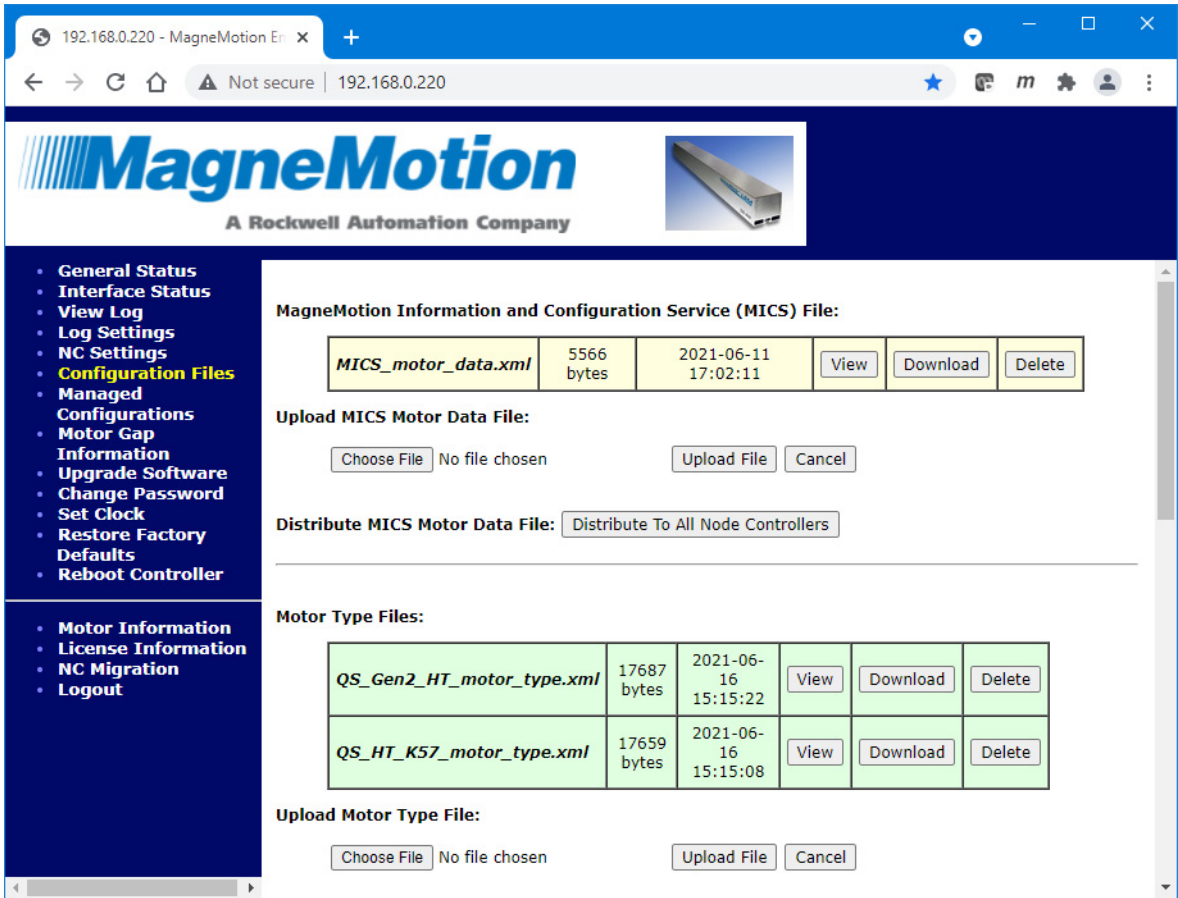 192.168.0.220 - MagneMotion En
Not secure | 192.168.0.220
MagneMotion
A Rockwell Automation Company
General Status
Interface Status
View Log
Log Settings
NC Settings
Configuration Files
Managed
Configurations
Motor Gap
Information
Upgrade Software
Change Password
Set Clock
Restore Factory
Defaults
Reboot Controller
Motor Information
License Information
NC Migration
Logout
MagneMotion Information and Configuration Service (MICS) File:
MICS_motor_data.xml 5566 bytes 2021-06-11 17:02:11 View Download Delete
Upload MICS Motor Data File:
Choose File No file chosen Upload File Cancel
Distribute MICS Motor Data File: Distribute To All Node Controllers
Motor Type Files:
QS_Gen2_HT_motor_type.xml 17687 bytes 2021-06-16 15:15:22 View Download Delete
QS_HT_K57_motor_type.xml 17659 bytes 2021-06-16 15:15:08 View Download Delete
Upload Motor Type File:
Choose File No file chosen Upload File Cancel